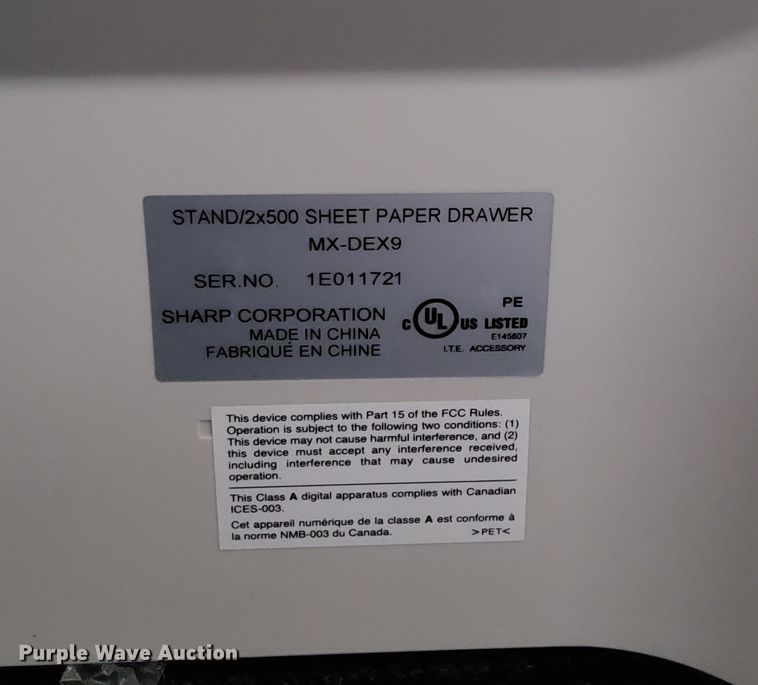 STAND/2x500 SHEET PAPER DRAWER
MX-DEX9
SER.NO. 1E011721
SHARP CORPORATION
MADE IN CHINA
FABRIQUÉ EN CHINE
PE
C UL US LISTED
E145607
I.T.E. ACCESSORY
This device complies with Part 15 of the FCC Rules.
Operation is subject to the following two conditions: (1)
This device may not cause harmful interference, and (2)
this device must accept any interference received,
including interference that may cause undesired
operation.
This Class A digital apparatus complies with Canadian
ICES-003.
Cet appareil numérique de la classe A est conforme à
la norme NMB-003 du Canada. >PET<
Purple Wave Auction